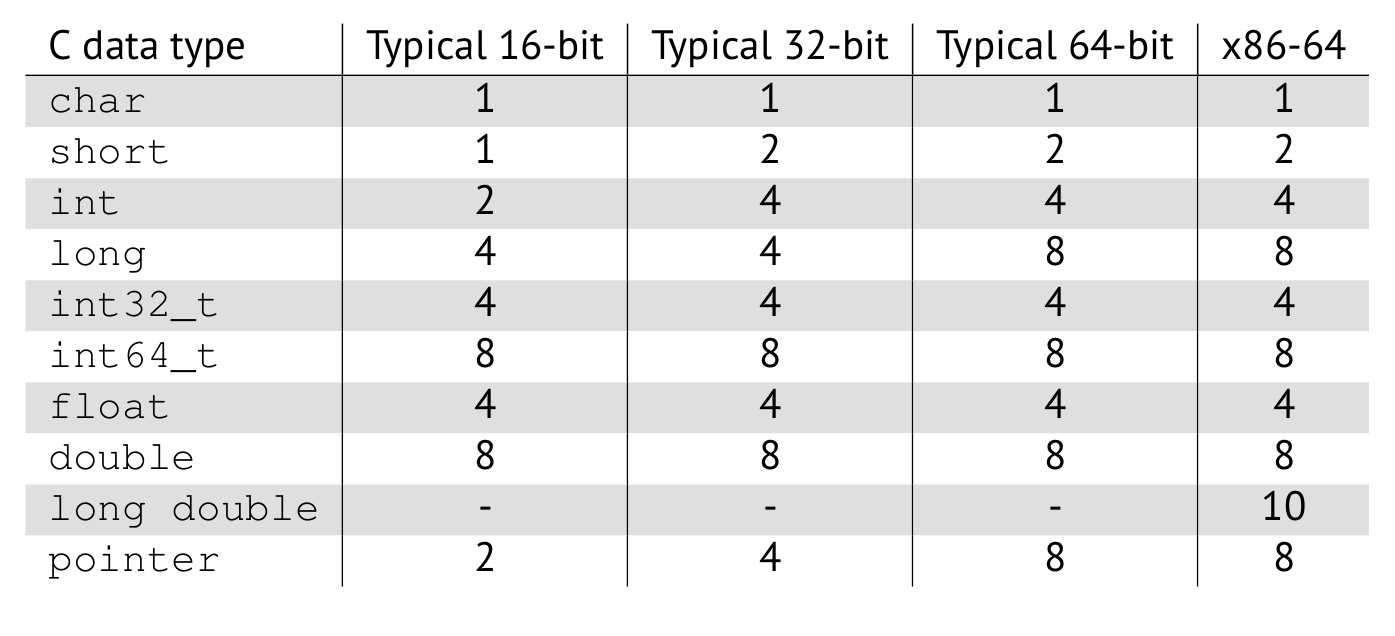 C data type Typical 16-bit Typical 32-bit Typical 64-bit x86-64
char 1 1 1 1
short 1 2 2 2
int 2 4 4 4
long 4 4 8 8
int32_t 4 4 4 4
int64_t 8 8 8 8
float 4 4 4 4
double 8 8 8 8
long double - - - 10
pointer 2 4 8 8